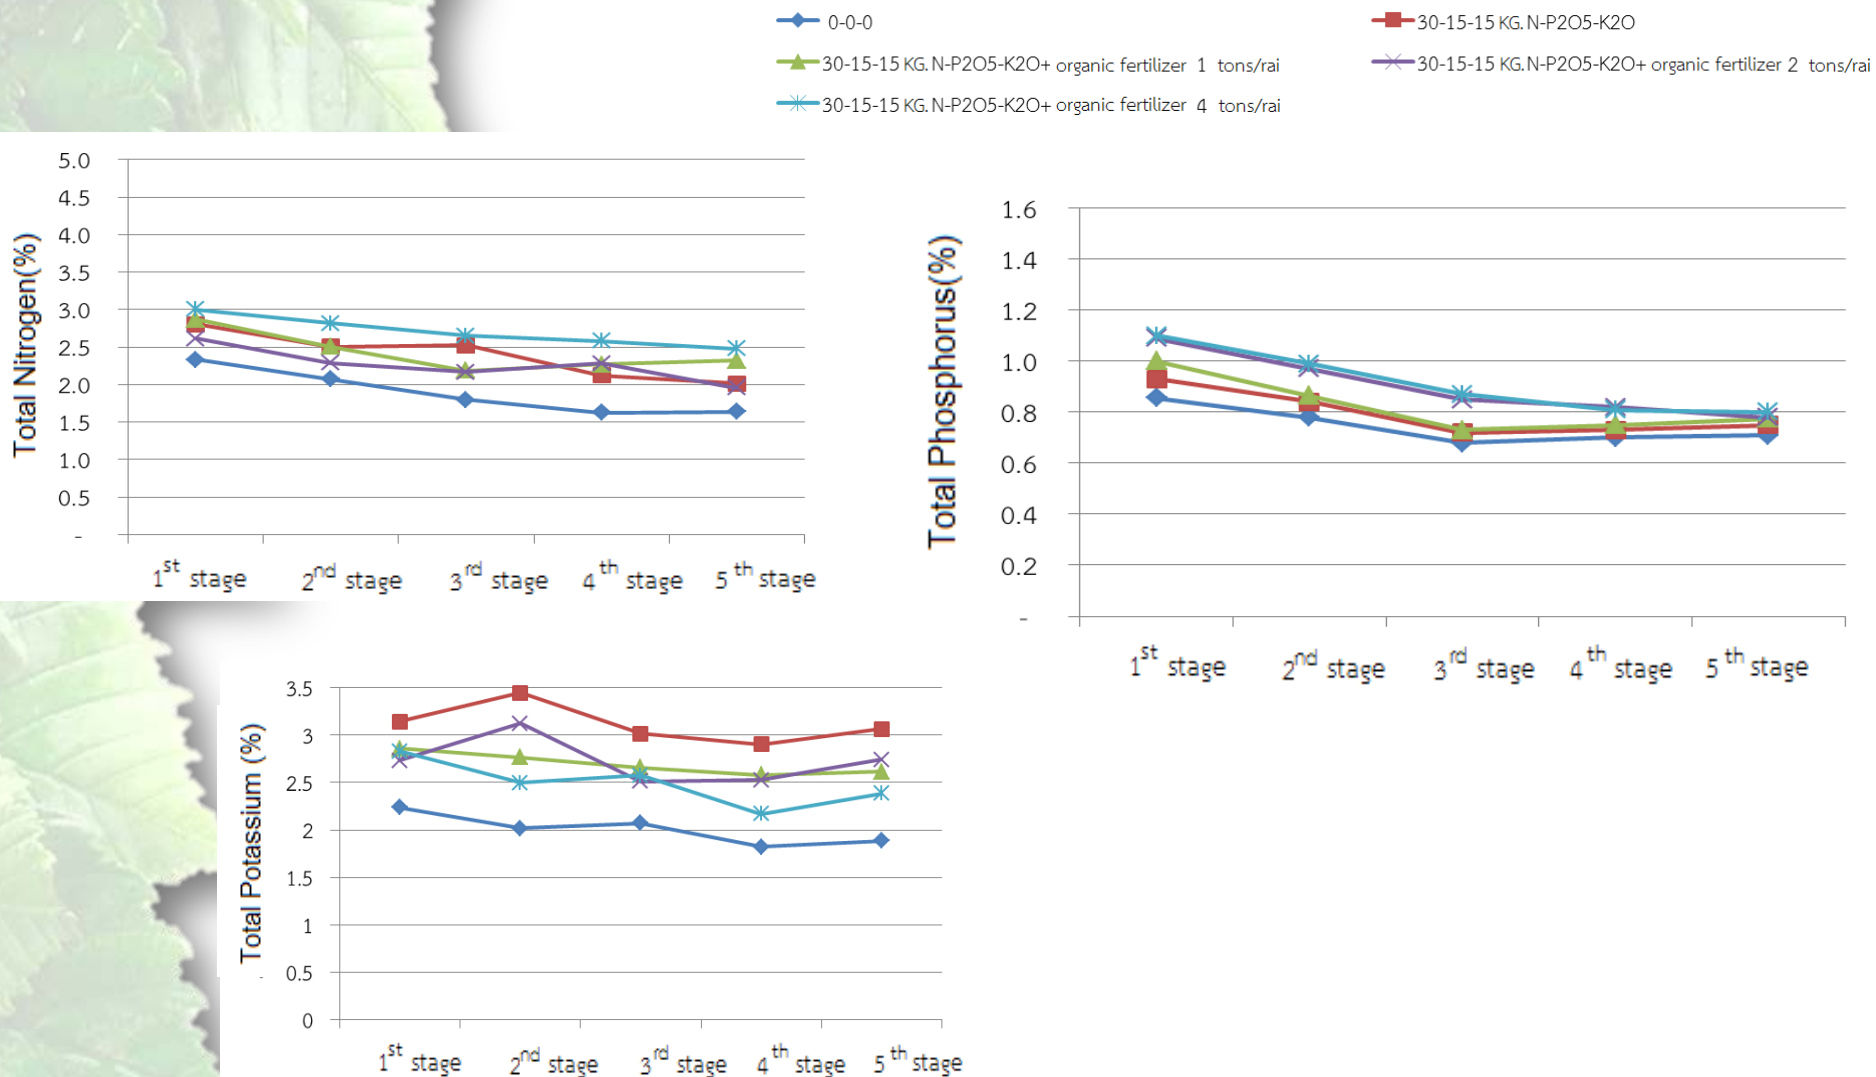 0-0-0
30-15-15 KG. N-P2O5-K2O
30-15-15 KG. N-P2O5-K2O+ organic fertilizer 1 tons/rai
30-15-15 KG. N-P2O5-K2O+ organic fertilizer 2 tons/rai
30-15-15 KG. N-P2O5-K2O+ organic fertilizer 4 tons/rai
Total Nitrogen(%)
5.0
4.5
4.0
3.5
3.0
2.5
2.0
1.5
1.0
0.5
-
1st stage 2nd stage 3rd stage 4th stage 5th stage
Total Phosphorus(%)
1.6
1.4
1.2
1.0
0.8
0.6
0.4
0.2
-
1st stage 2nd stage 3rd stage 4th stage 5th stage
Total Potassium (%)
3.5
3
2.5
2
1.5
1
0.5
0
1st stage 2nd stage 3rd stage 4th stage 5th stage